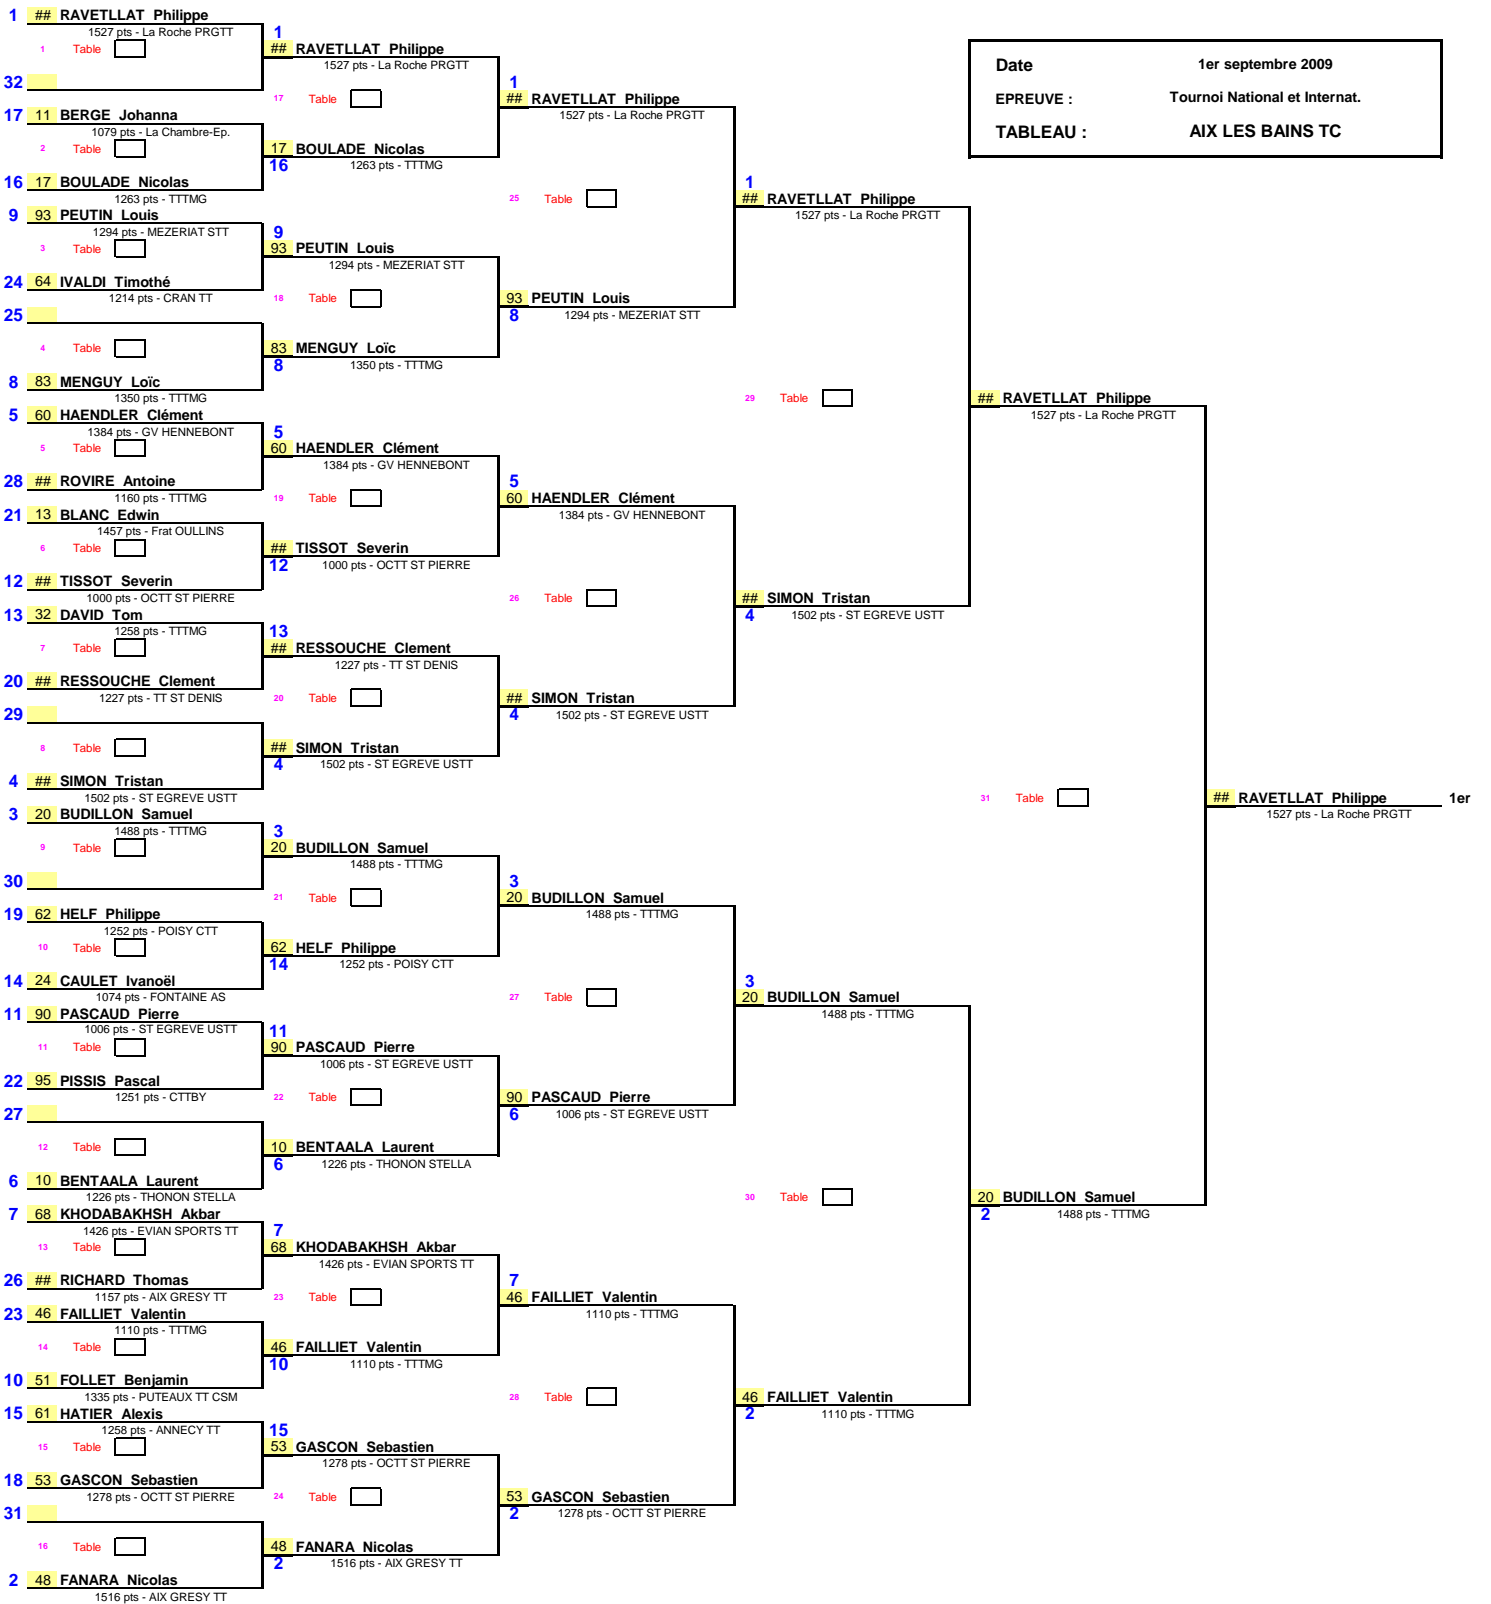 Date 1er septembre 2009
EPREUVE : Tournoi National et Internat.
TABLEAU : AIX LES BAINS TC
1 ## RAVETLLAT Philippe
1527 pts - La Roche PRGTT
1 Table
32
17 11 BERGE Johanna
1079 pts - La Chambre-Ep.
2 Table
16 17 BOULADE Nicolas
1263 pts - TTTMG
9 93 PEUTIN Louis
1294 pts - MEZERIAT STT
3 Table
24 64 IVALDI Timothé
1214 pts - CRAN TT
25
4 Table
8 83 MENGUY Loïc
1350 pts - TTTMG
5 60 HAENDLER Clément
1384 pts - GV HENNEBONT
5 Table
28 ## ROVIRE Antoine
1160 pts - TTTMG
21 13 BLANC Edwin
1457 pts - Frat OULLINS
6 Table
12 ## TISSOT Severin
1000 pts - OCTT ST PIERRE
13 32 DAVID Tom
1258 pts - TTTMG
7 Table
20 ## RESSOUCHE Clement
1227 pts - TT ST DENIS
29
8 Table
4 ## SIMON Tristan
1502 pts - ST EGREVE USTT
3 20 BUDILLON Samuel
1488 pts - TTTMG
9 Table
30
19 62 HELF Philippe
1252 pts - POISY CTT
10 Table
14 24 CAULET Ivanoël
1074 pts - FONTAINE AS
11 90 PASCAUD Pierre
1006 pts - ST EGREVE USTT
11 Table
22 95 PISSIS Pascal
1251 pts - CTTBY
27
12 Table
6 10 BENTAALA Laurent
1226 pts - THONON STELLA
7 68 KHODABAKHSH Akbar
1426 pts - EVIAN SPORTS TT
13 Table
26 ## RICHARD Thomas
1157 pts - AIX GRESY TT
23 46 FAILLIET Valentin
1110 pts - TTTMG
14 Table
10 51 FOLLET Benjamin
1335 pts - PUTEAUX TT CSM
15 61 HATIER Alexis
1258 pts - ANNECY TT
15 Table
18 53 GASCON Sebastien
1278 pts - OCTT ST PIERRE
31
16 Table
2 48 FANARA Nicolas
1516 pts - AIX GRESY TT
1
## RAVETLLAT Philippe
1527 pts - La Roche PRGTT
17 Table
17 BOULADE Nicolas
16 1263 pts - TTTMG
9
93 PEUTIN Louis
1294 pts - MEZERIAT STT
18 Table
83 MENGUY Loïc
8 1350 pts - TTTMG
5
60 HAENDLER Clément
1384 pts - GV HENNEBONT
19 Table
## TISSOT Severin
12 1000 pts - OCTT ST PIERRE
13
## RESSOUCHE Clement
1227 pts - TT ST DENIS
20 Table
## SIMON Tristan
4 1502 pts - ST EGREVE USTT
3
20 BUDILLON Samuel
1488 pts - TTTMG
21 Table
62 HELF Philippe
14 1252 pts - POISY CTT
11
90 PASCAUD Pierre
1006 pts - ST EGREVE USTT
22 Table
10 BENTAALA Laurent
6 1226 pts - THONON STELLA
7
68 KHODABAKHSH Akbar
1426 pts - EVIAN SPORTS TT
23 Table
46 FAILLIET Valentin
10 1110 pts - TTTMG
15
53 GASCON Sebastien
1278 pts - OCTT ST PIERRE
24 Table
48 FANARA Nicolas
2 1516 pts - AIX GRESY TT
1
## RAVETLLAT Philippe
1527 pts - La Roche PRGTT
25 Table
93 PEUTIN Louis
8 1294 pts - MEZERIAT STT
5
60 HAENDLER Clément
1384 pts - GV HENNEBONT
26 Table
## SIMON Tristan
4 1502 pts - ST EGREVE USTT
3
20 BUDILLON Samuel
1488 pts - TTTMG
27 Table
90 PASCAUD Pierre
6 1006 pts - ST EGREVE USTT
7
46 FAILLIET Valentin
1110 pts - TTTMG
28 Table
53 GASCON Sebastien
2 1278 pts - OCTT ST PIERRE
1
## RAVETLLAT Philippe
1527 pts - La Roche PRGTT
29 Table
## SIMON Tristan
4 1502 pts - ST EGREVE USTT
3
20 BUDILLON Samuel
1488 pts - TTTMG
30 Table
46 FAILLIET Valentin
2 1110 pts - TTTMG
## RAVETLLAT Philippe
1527 pts - La Roche PRGTT
31 Table
20 BUDILLON Samuel
2 1488 pts - TTTMG
## RAVETLLAT Philippe 1er
1527 pts - La Roche PRGTT